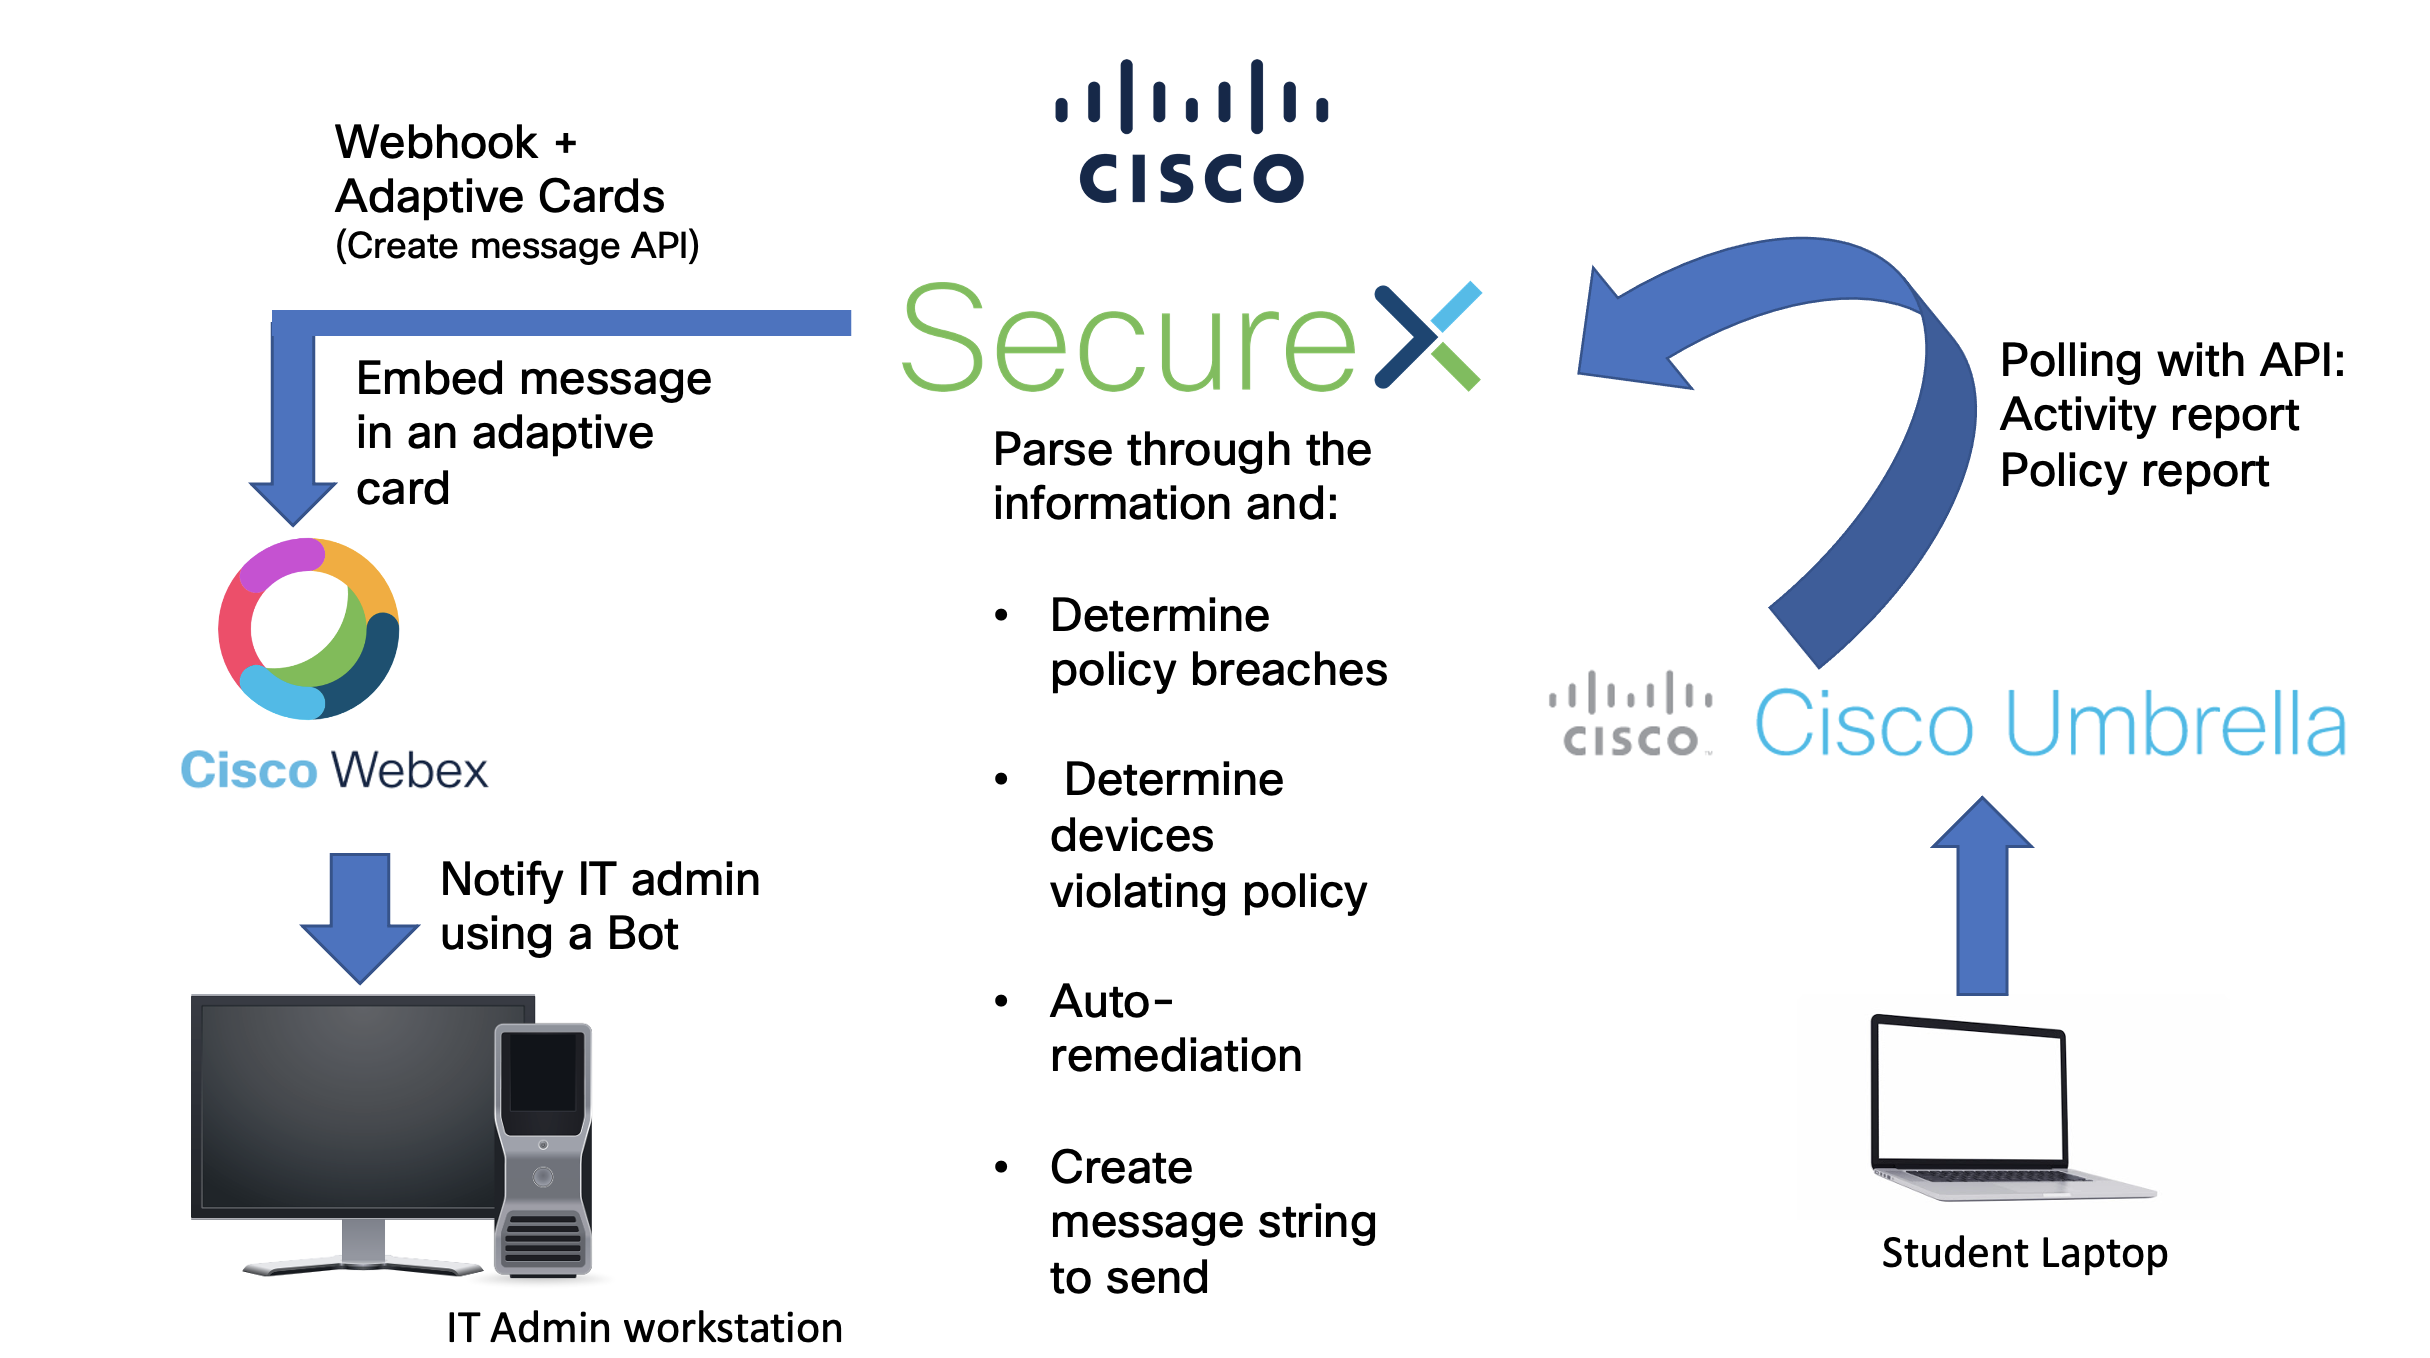 Webhook +
Adaptive Cards
(Create message API)
Embed message
in an adaptive
card
Cisco Webex
Notify IT admin
using a Bot
IT Admin workstation
CISCO
SecureX
Parse through the
information and:
• Determine
policy breaches
• Determine
devices
violating policy
• Auto-
remediation
• Create
message string
to send
Polling with API:
Activity report
Policy report
CISCO™ Cisco Umbrella
Student Laptop